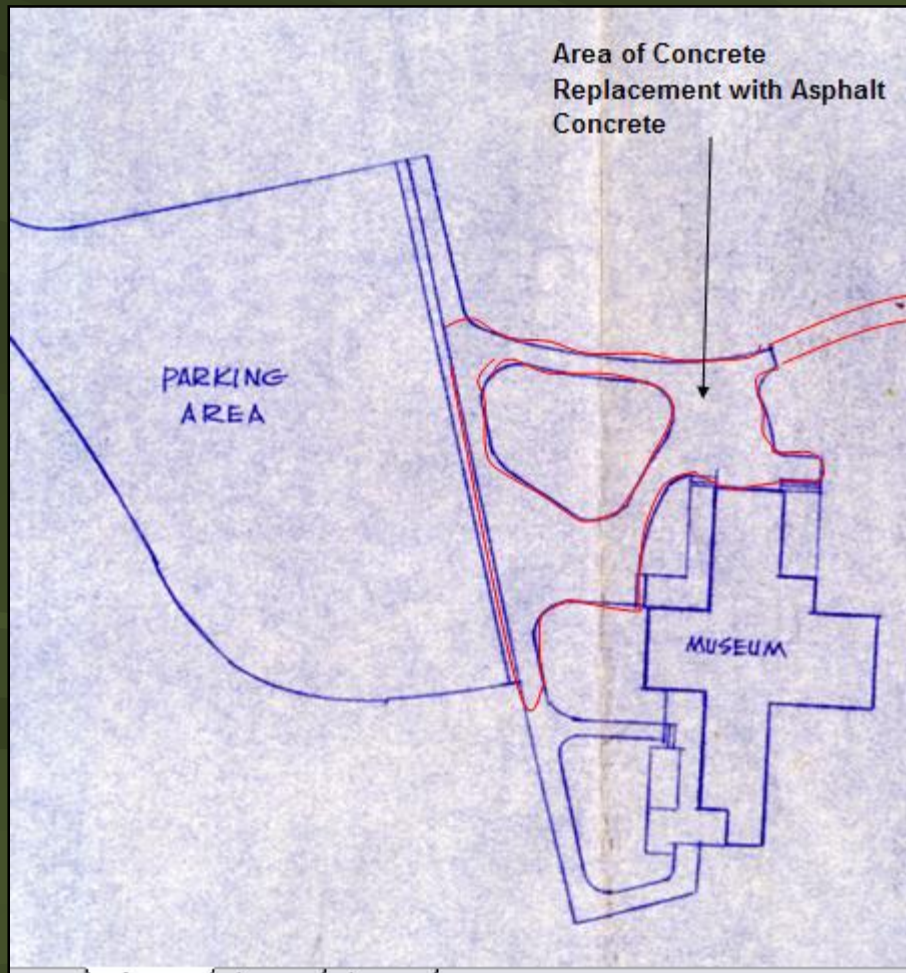 Area of Concrete
Replacement with Asphalt
Concrete
PARKING
AREA
MUSEUM